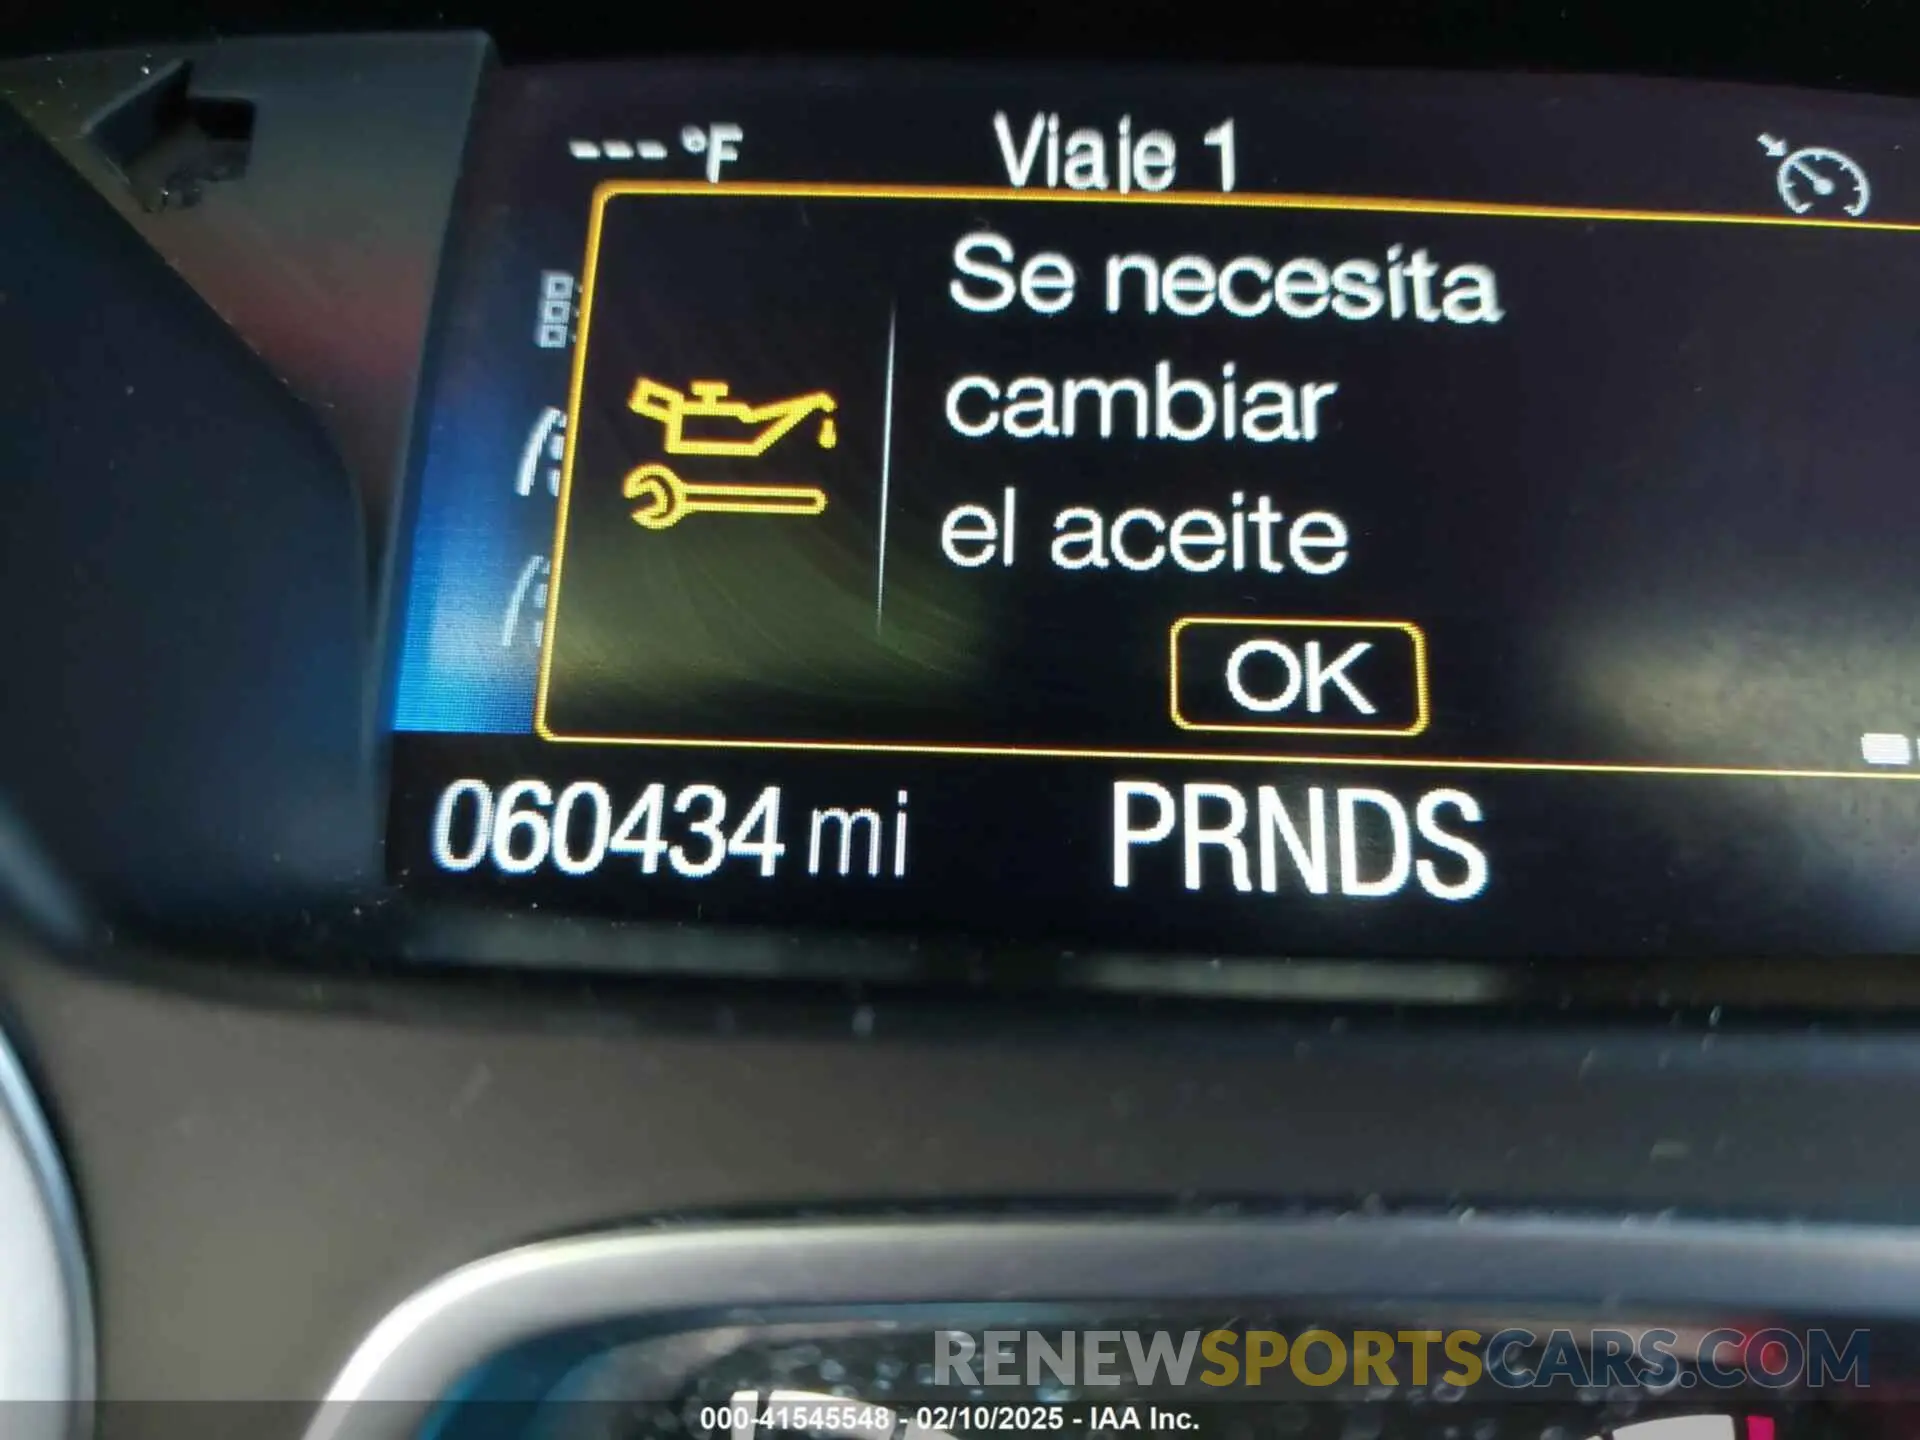 ---°F Viaje 1
Se necesita
cambiar
el aceite
OK
060434 mi PRNDS
RENEWSPORTSCARS.COM
000-41545548 - 02/10/2025 - IAA Inc.